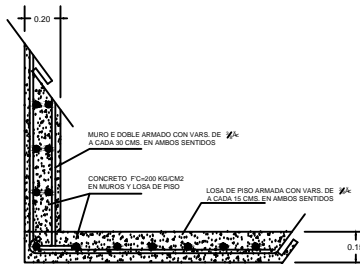 0.20
MURO E DOBLE ARMADO CON VARS. DE
A CADA 30 CMS. EN AMBOS SENTIDOS
CONCRETO F'C=200 KG/CM2
EN MUROS Y LOSA DE PISO
LOSA DE PISO ARMADA CON VARS. DE
A CADA 15 CMS. EN AMBOS SENTIDOS